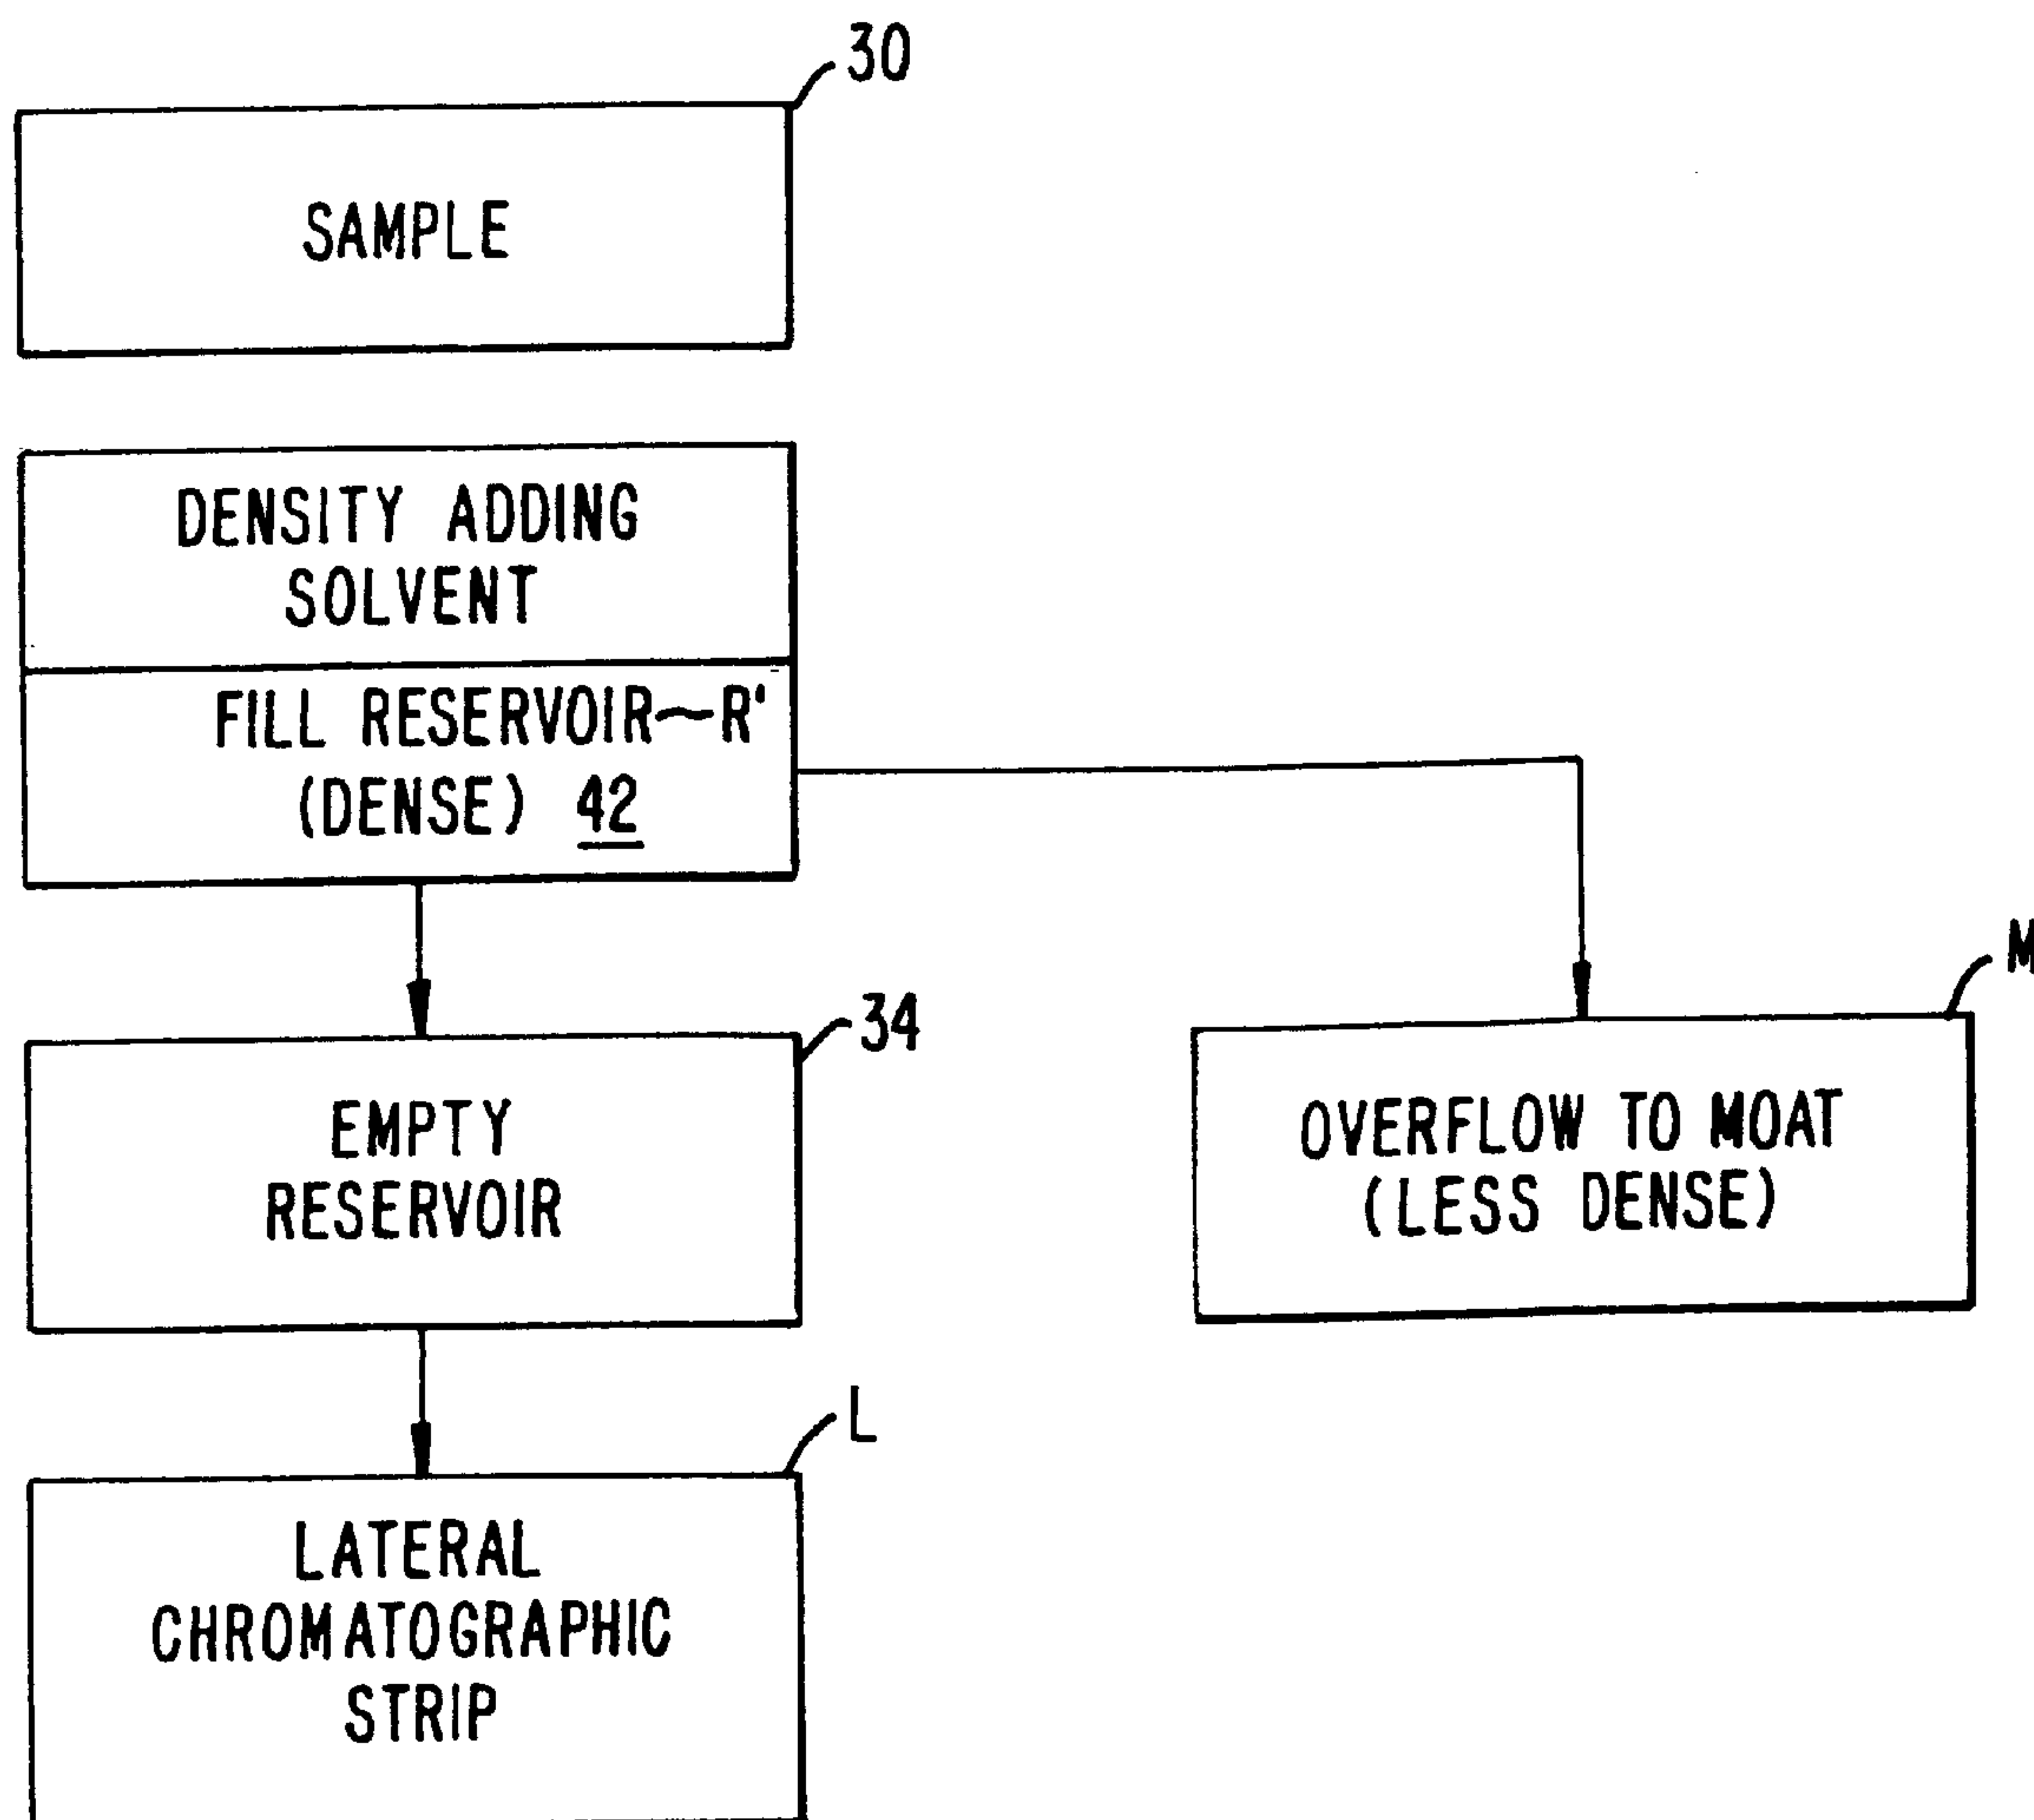 30
SAMPLE
DENSITY ADDING
SOLVENT
FILL RESERVOIR~R'
(DENSE) 42
34
EMPTY
RESERVOIR
M
OVERFLOW TO MOAT
(LESS DENSE)
L
LATERAL
CHROMATOGRAPHIC
STRIP